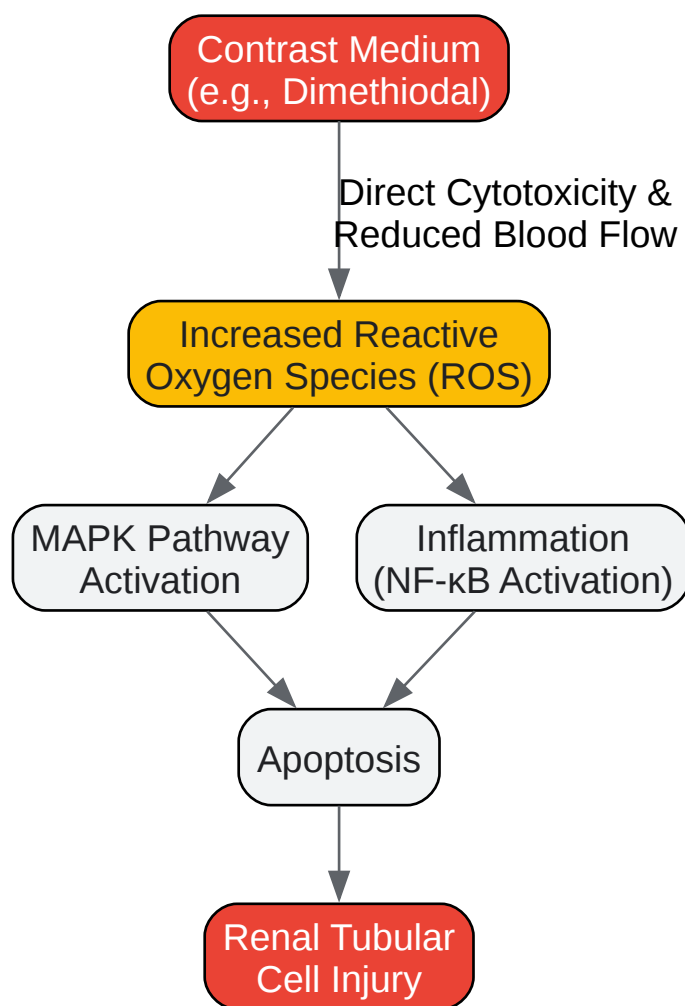 Contrast Medium
(e.g., Dimethiodal)
Direct Cytotoxicity &
Reduced Blood Flow
Increased Reactive
Oxygen Species (ROS)
MAPK Pathway
Activation
Inflammation
(NF-κB Activation)
Apoptosis
Renal Tubular
Cell Injury